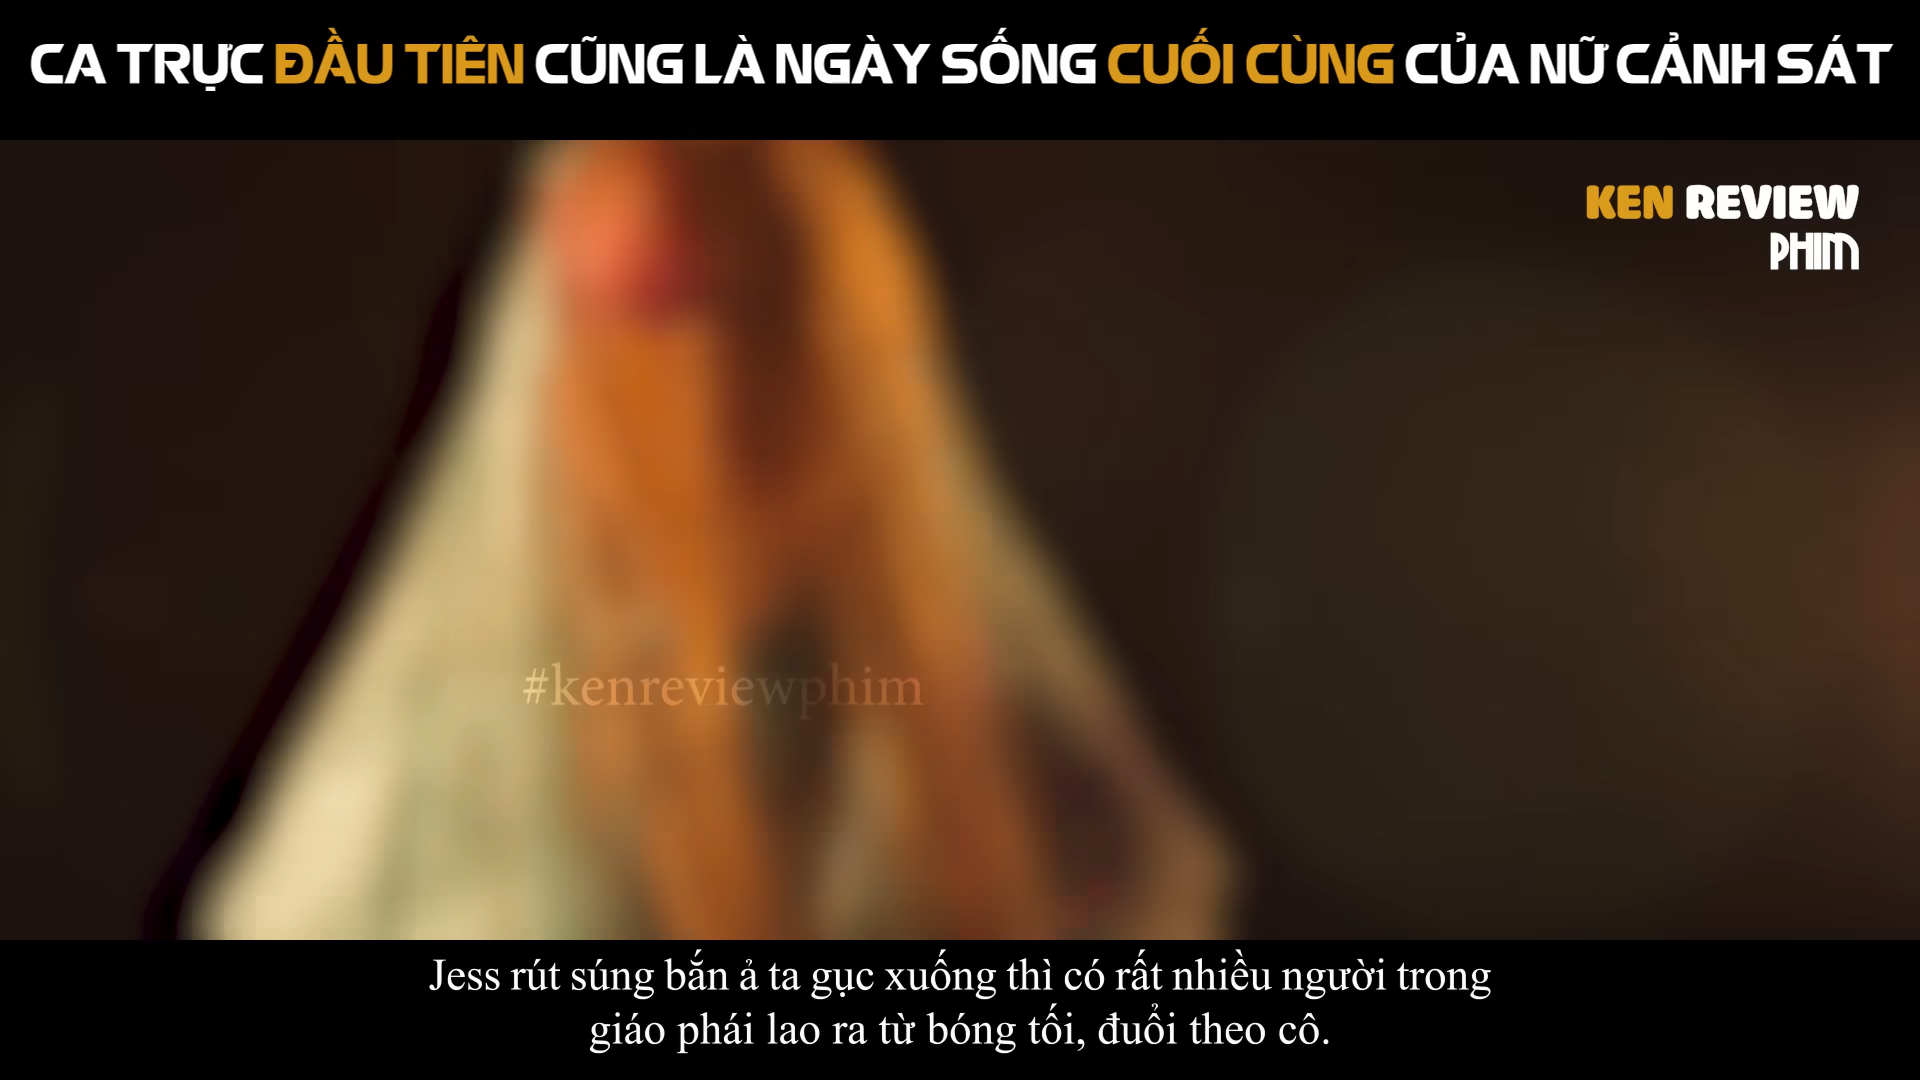 CA TRỰC ĐẦU TIÊN CŨNG LÀ NGÀY SỐNG CUỐI CÙNG CỦA NỮ CẢNH SÁT
KEN REVIEW
PHIM
#kenreviewphim
Jess rút súng bắn ả ta gục xuống thì có rất nhiều người trong
giáo phái lao ra từ bóng tối, đuổi theo cô.